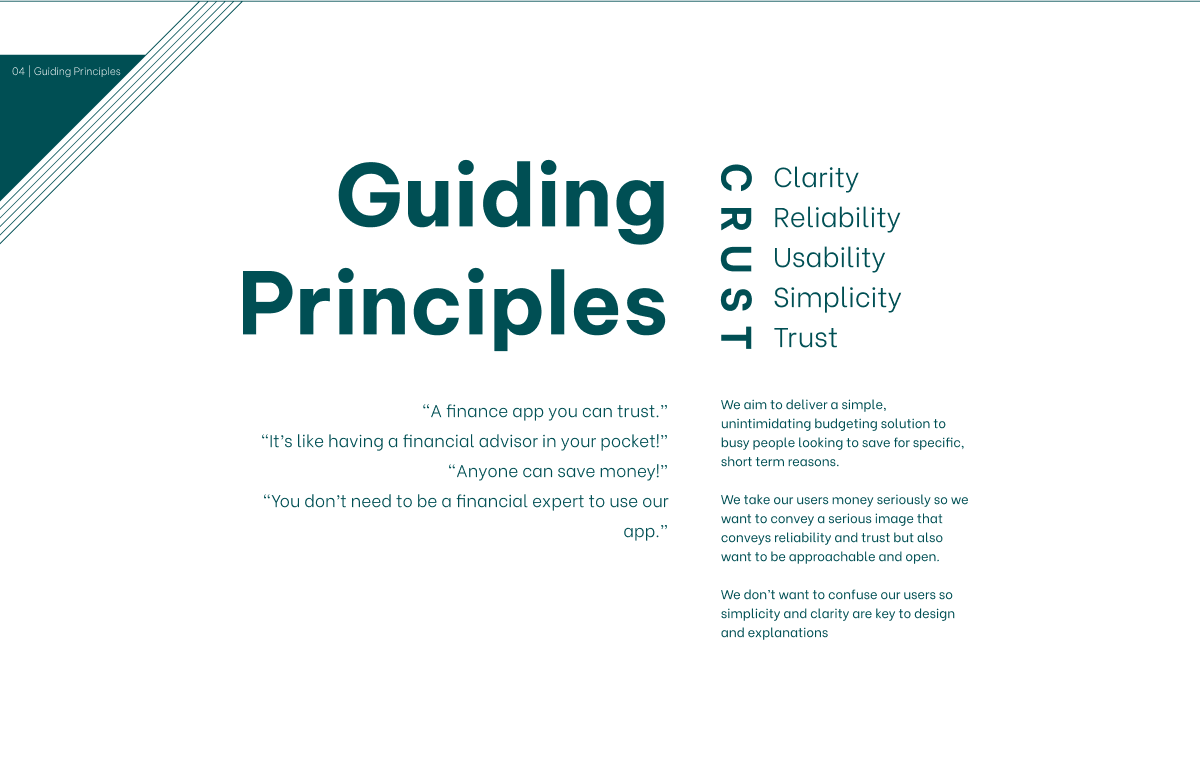 04 | Guiding Principles
Guiding
Principles
C Clarity
R Reliability
U Usability
S Simplicity
T Trust
“A finance app you can trust.”
“It’s like having a financial advisor in your pocket!”
“Anyone can save money!”
“You don’t need to be a financial expert to use our
app.”
We aim to deliver a simple,
unintimidating budgeting solution to
busy people looking to save for specific,
short term reasons.
We take our users money seriously so we
want to convey a serious image that
conveys reliability and trust but also
want to be approachable and open.
We don’t want to confuse our users so
simplicity and clarity are key to design
and explanations